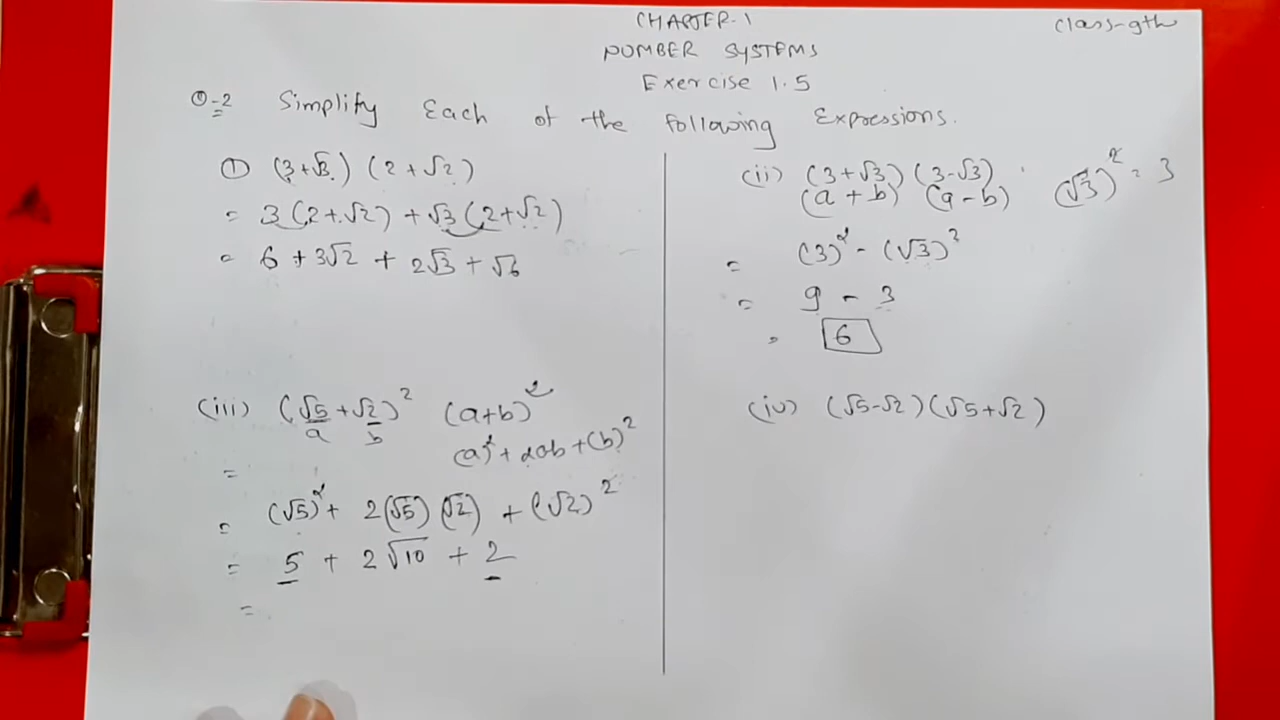 CHAPTER-1
Class-9th
NUMBER SYSTEMS
Exercise 1.5
Q-2 Simplify Each of the following Expressions.
① (3+√3) (2+√2)
= 3(2+√2) + √3(2+√2)
= 6 + 3√2 + 2√3 + √6
(ii) (3+√3) (3-√3)
(a + b) (a - b)
(√3)² = 3
= (3)² - (√3)²
= 9 - 3
= 6
(iii) (√5 + √2)² (a+b)²
a b
(a)² + 2ab + (b)²
=
= (√5)² + 2(√5)(√2) + (√2)²
= 5 + 2√10 + 2
=
(iv) (√5-√2)(√5+√2)